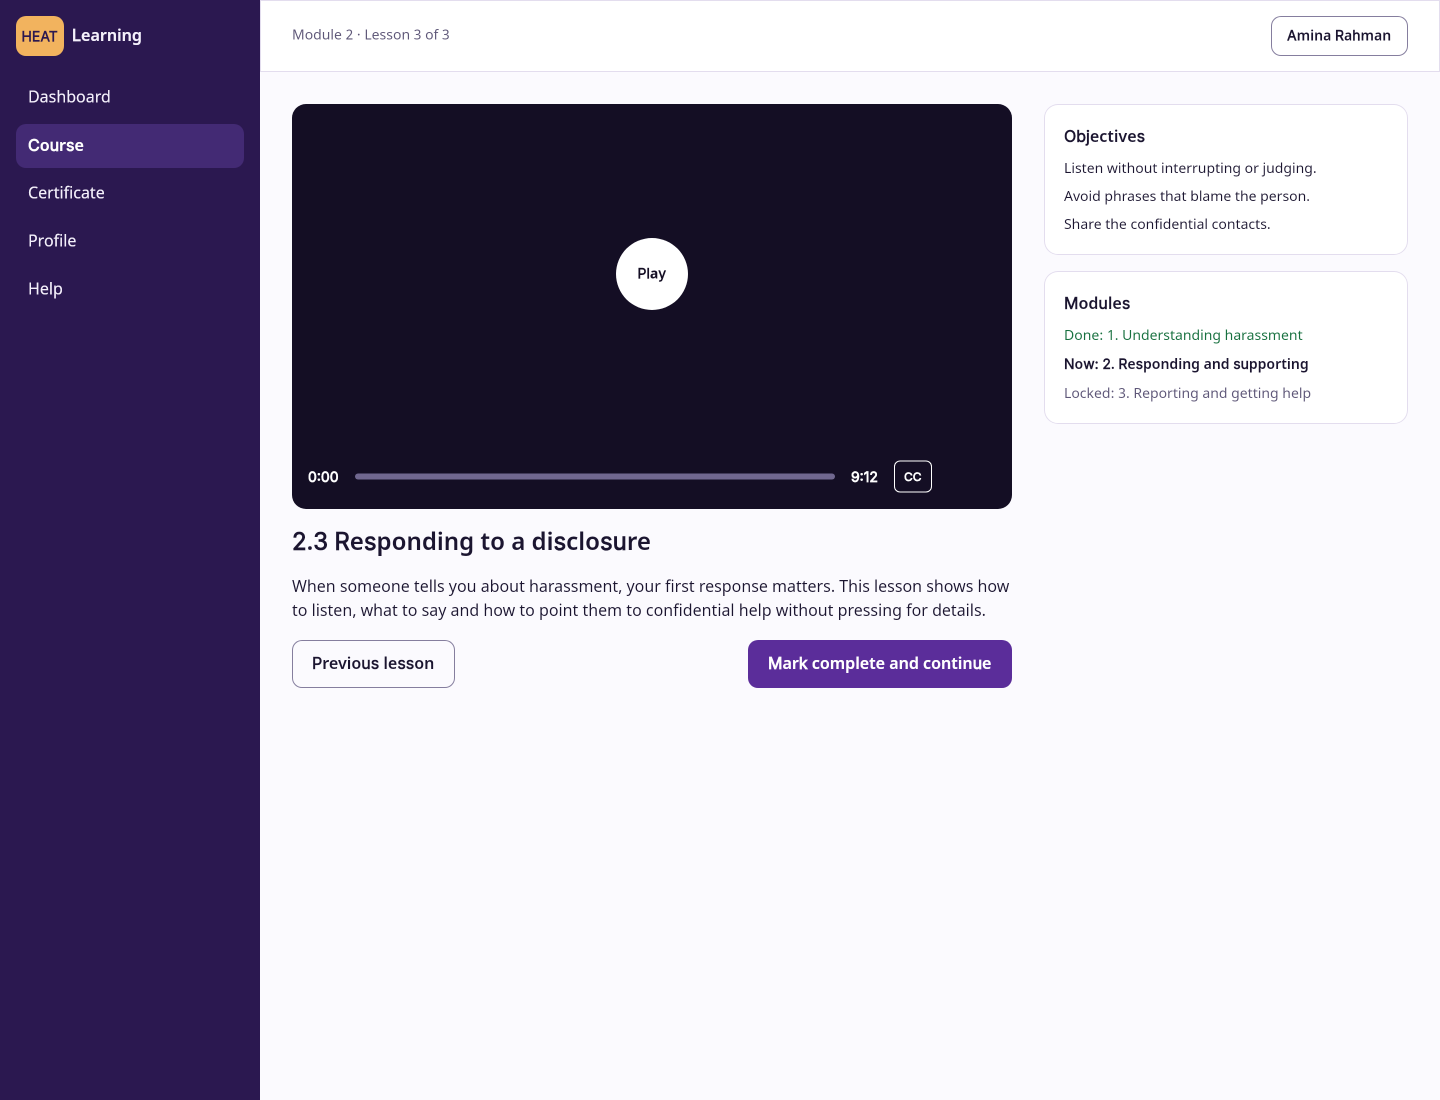 HEAT Learning
Dashboard
Course
Certificate
Profile
Help
Module 2 · Lesson 3 of 3
Amina Rahman
Play
0:00
9:12
CC
2.3 Responding to a disclosure
When someone tells you about harassment, your first response matters. This lesson shows how
to listen, what to say and how to point them to confidential help without pressing for details.
Previous lesson
Mark complete and continue
Objectives
Listen without interrupting or judging.
Avoid phrases that blame the person.
Share the confidential contacts.
Modules
Done: 1. Understanding harassment
Now: 2. Responding and supporting
Locked: 3. Reporting and getting help